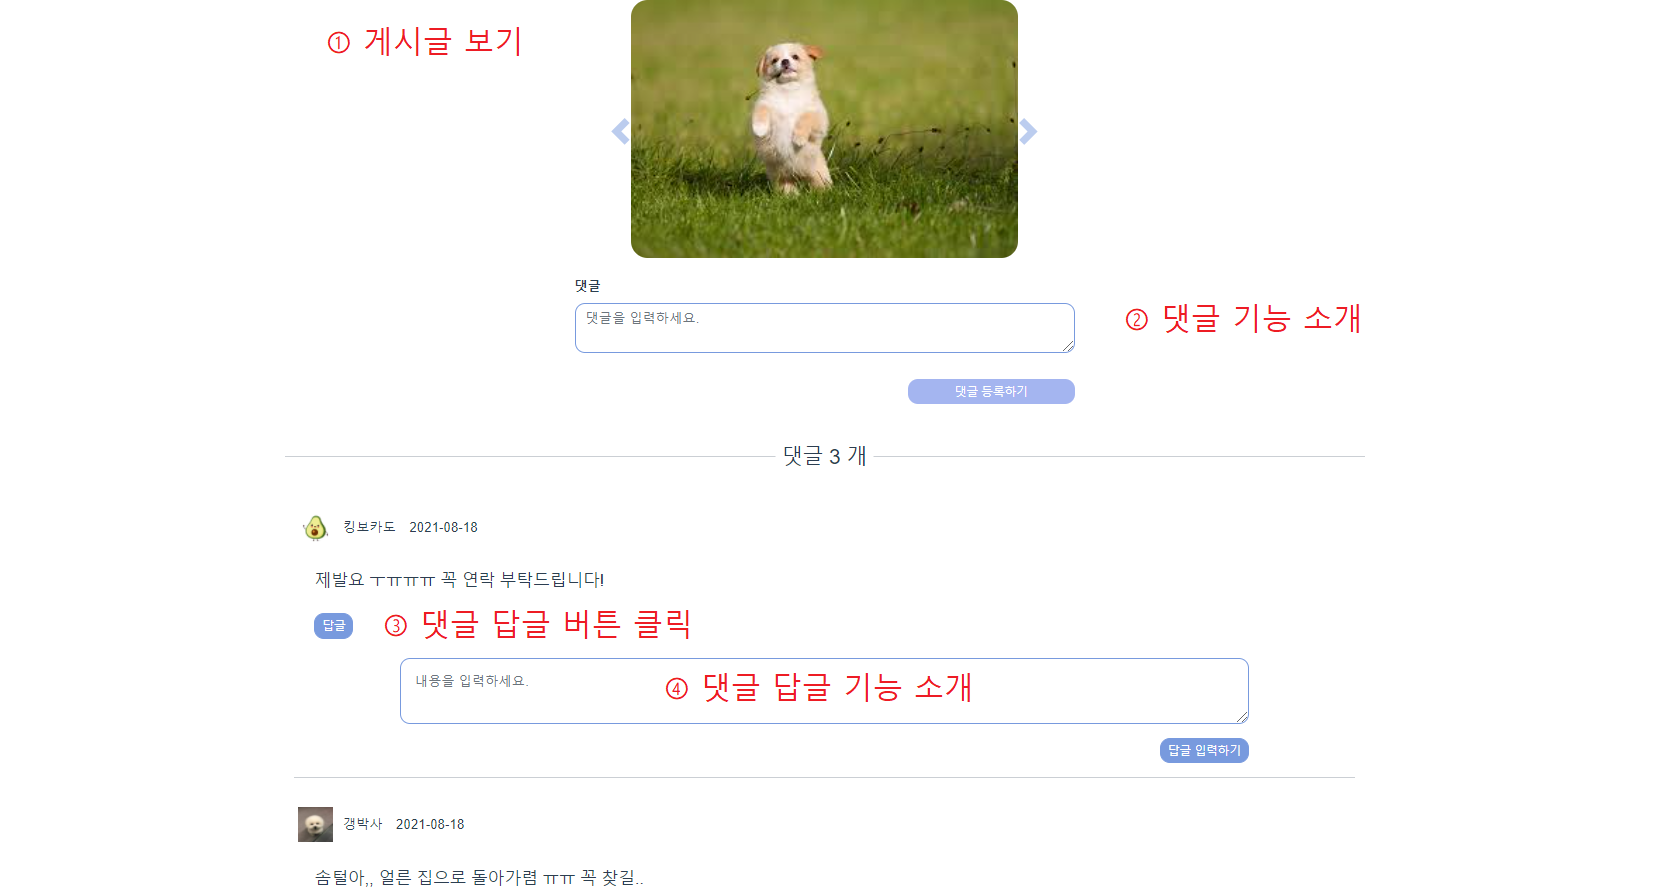 ① 게시글 보기
댓글
댓글을 입력하세요.
② 댓글 기능 소개
댓글 등록하기
댓글 3 개
킹보카도 2021-08-18
제발요 ㅜㅠㅠㅠ 꼭 연락 부탁드립니다!
답글
③ 댓글 답글 버튼 클릭
내용을 입력하세요.
④ 댓글 답글 기능 소개
답글 입력하기
갱박사 2021-08-18
솜털아,, 얼른 집으로 돌아가렴 ㅠㅠ 꼭 찾길..